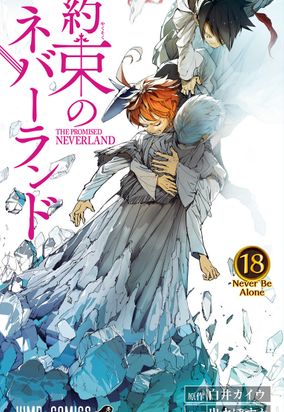 約束の
ネバーランド
THE PROMISED
NEVERLAND
18
Never Be
Alone
原作 白井カイウ
JUMP COMICS